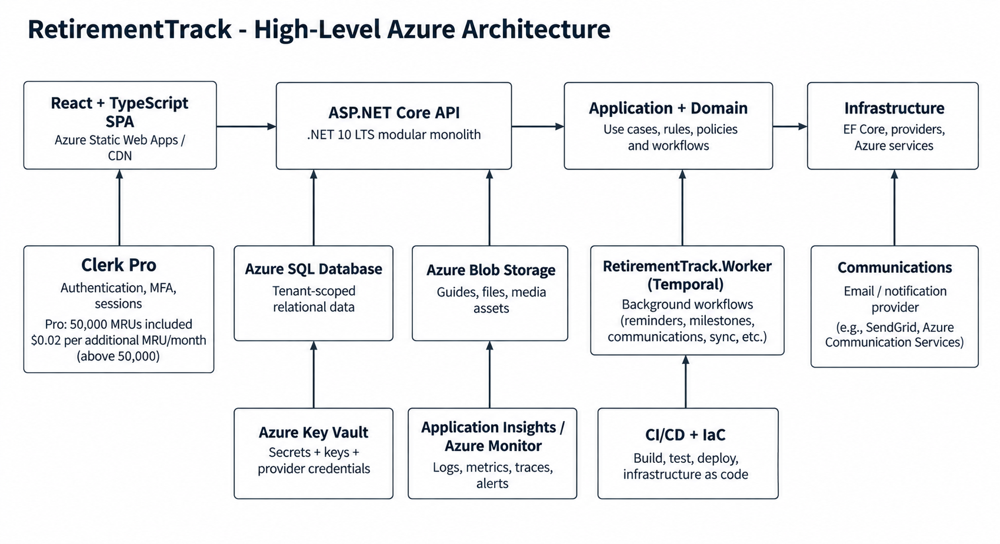 RetirementTrack - High-Level Azure Architecture
React + TypeScript
SPA
Azure Static Web Apps /
CDN
ASP.NET Core API
.NET 10 LTS modular monolith
Application + Domain
Use cases, rules, policies
and workflows
Infrastructure
EF Core, providers,
Azure services
Clerk Pro
Authentication, MFA,
sessions
Pro: 50,000 MRUs included
$0.02 per additional MRU/month
(above 50,000)
Azure SQL Database
Tenant-scoped
relational data
Azure Blob Storage
Guides, files, media
assets
RetirementTrack.Worker
(Temporal)
Background workflows
(reminders, milestones,
communications, sync, etc.)
Communications
Email / notification
provider
(e.g., SendGrid, Azure
Communication Services)
Azure Key Vault
Secrets + keys +
provider credentials
Application Insights /
Azure Monitor
Logs, metrics, traces,
alerts
CI/CD + IaC
Build, test, deploy,
infrastructure as code